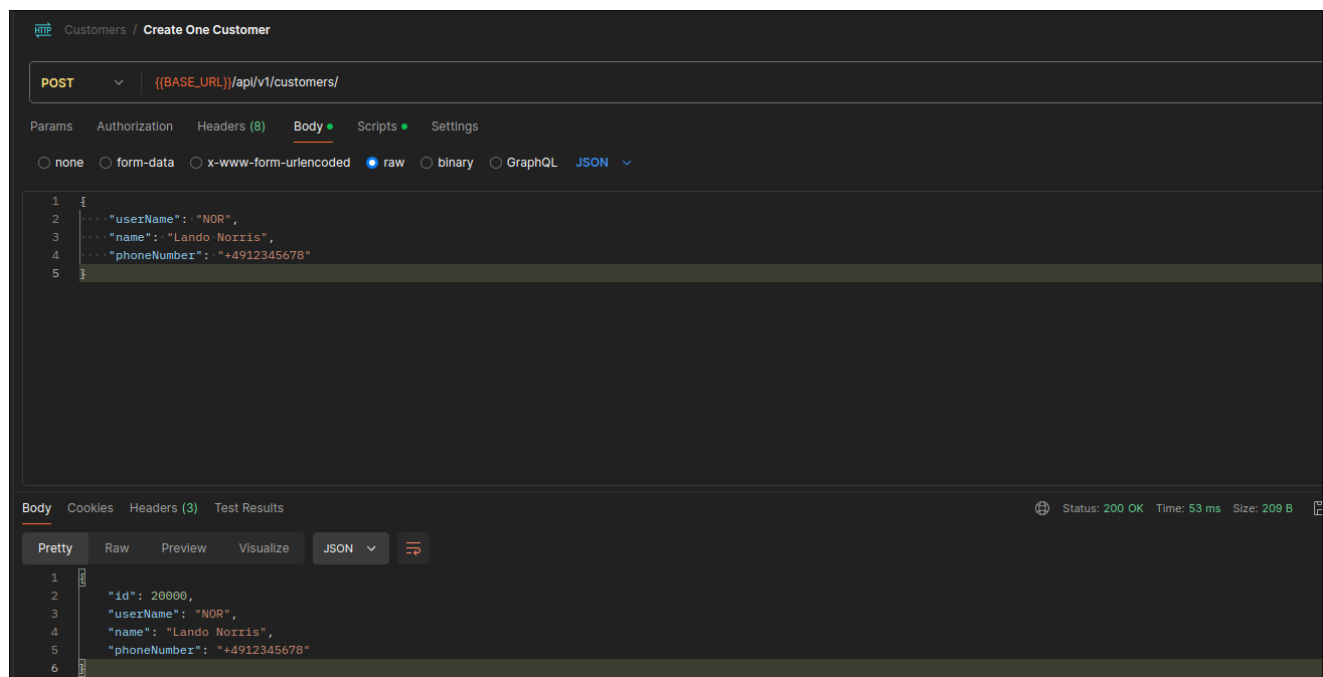 HTTP Customers / Create One Customer
POST {{BASE_URL}}/api/v1/customers/
Params Authorization Headers (8) Body Scripts Settings
none form-data x-www-form-urlencoded raw binary GraphQL JSON
1 {
2 "userName": "NOR",
3 "name": "Lando Norris",
4 "phoneNumber": "+4912345678"
5 }
Body Cookies Headers (3) Test Results Status: 200 OK Time: 53 ms Size: 209 B
Pretty Raw Preview Visualize JSON
1 {
2 "id": 20000,
3 "userName": "NOR",
4 "name": "Lando Norris",
5 "phoneNumber": "+4912345678"
6 }